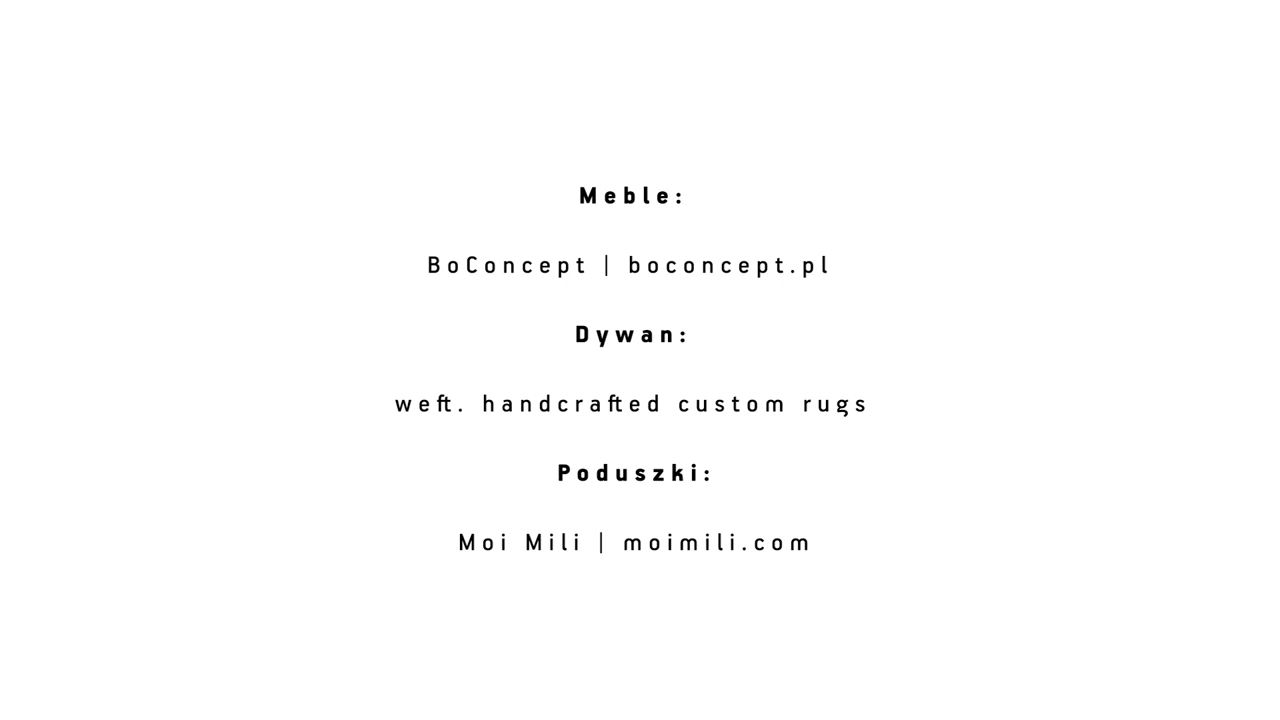 Meble:
BoConcept | boconcept.pl
Dywan:
weft. handcrafted custom rugs
Poduszki:
Moi Mili | moimili.com